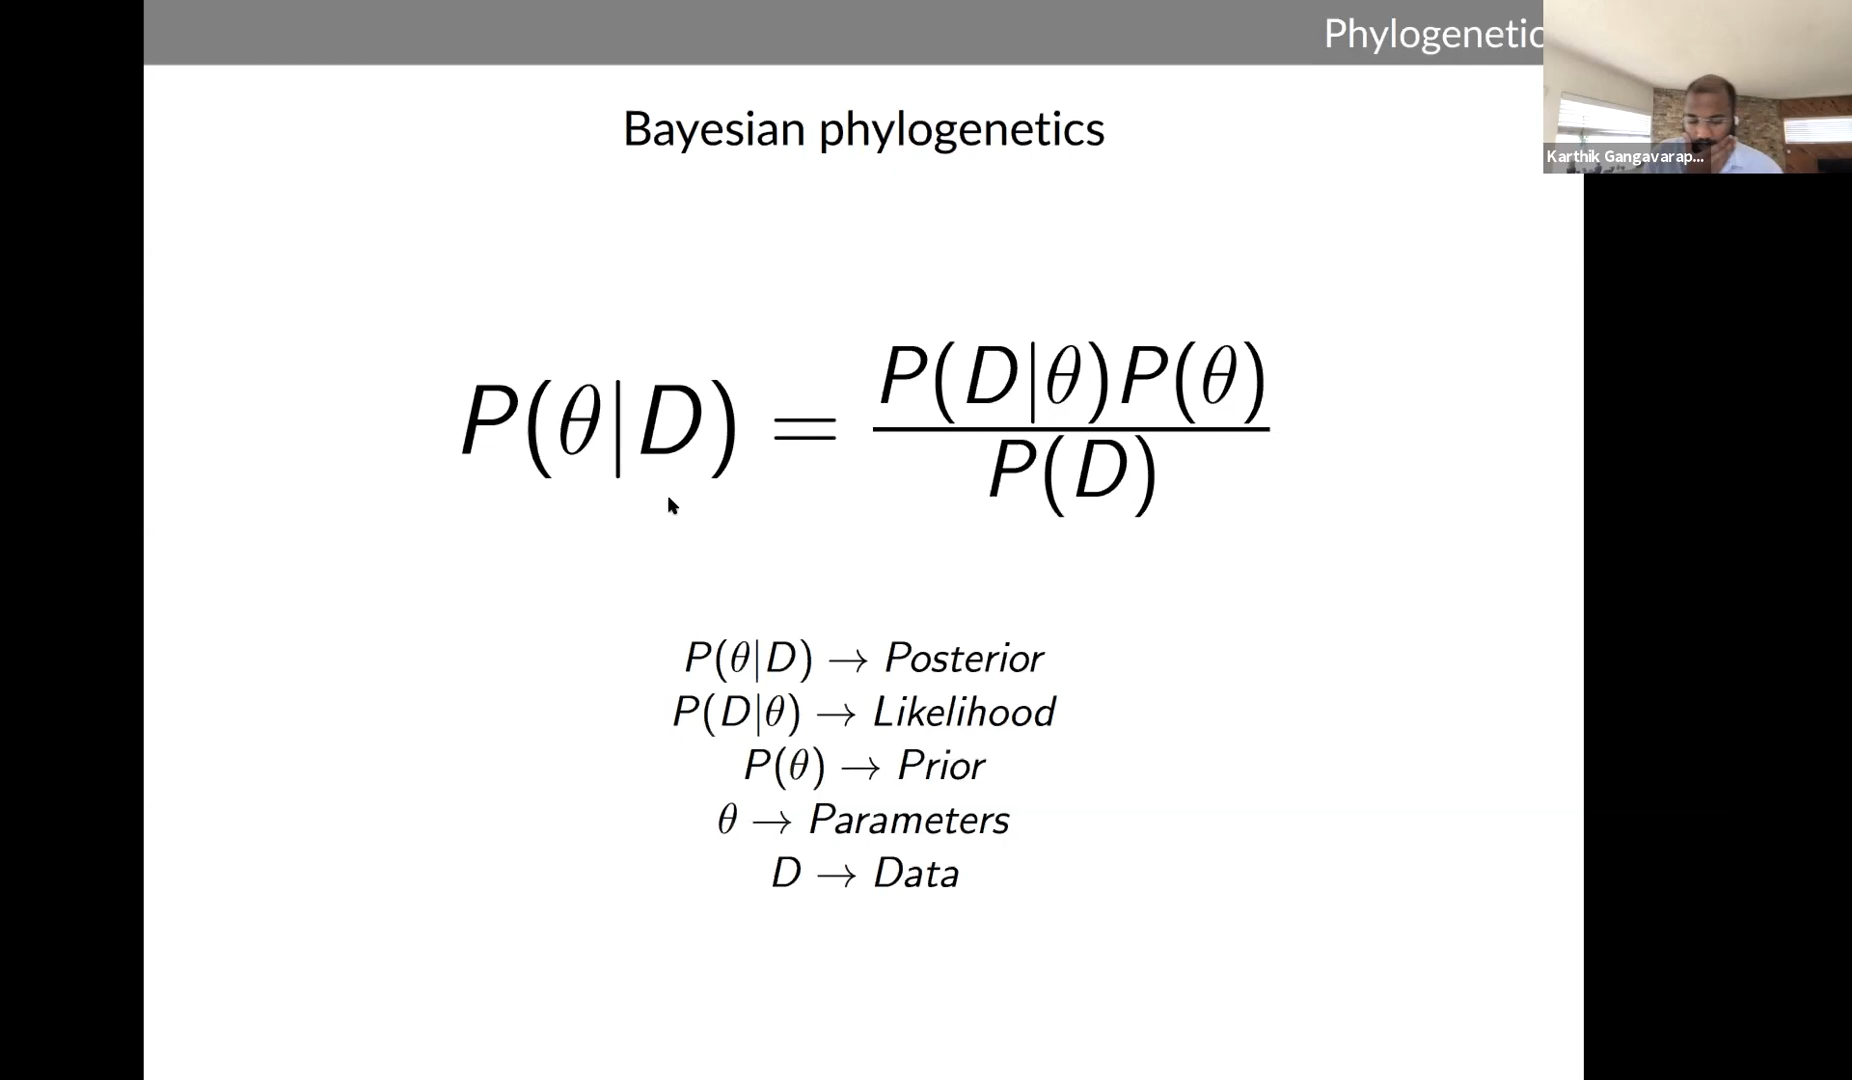 Phylogenetic
Karthik Gangavarap...
Bayesian phylogenetics
P(θ|D) = P(D|θ)P(θ) / P(D)
P(θ|D) → Posterior
P(D|θ) → Likelihood
P(θ) → Prior
θ → Parameters
D → Data